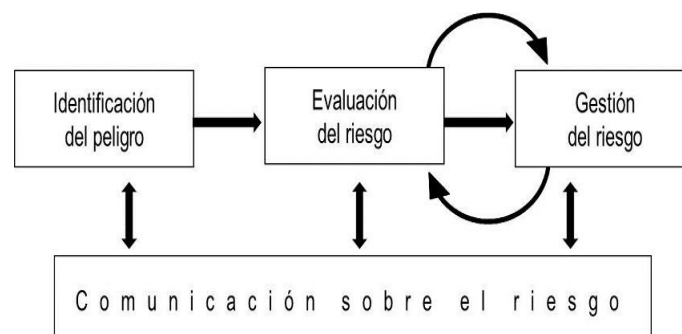 Identificación
del peligro
Evaluación
del riesgo
Gestión
del riesgo
Comunicación sobre el riesgo